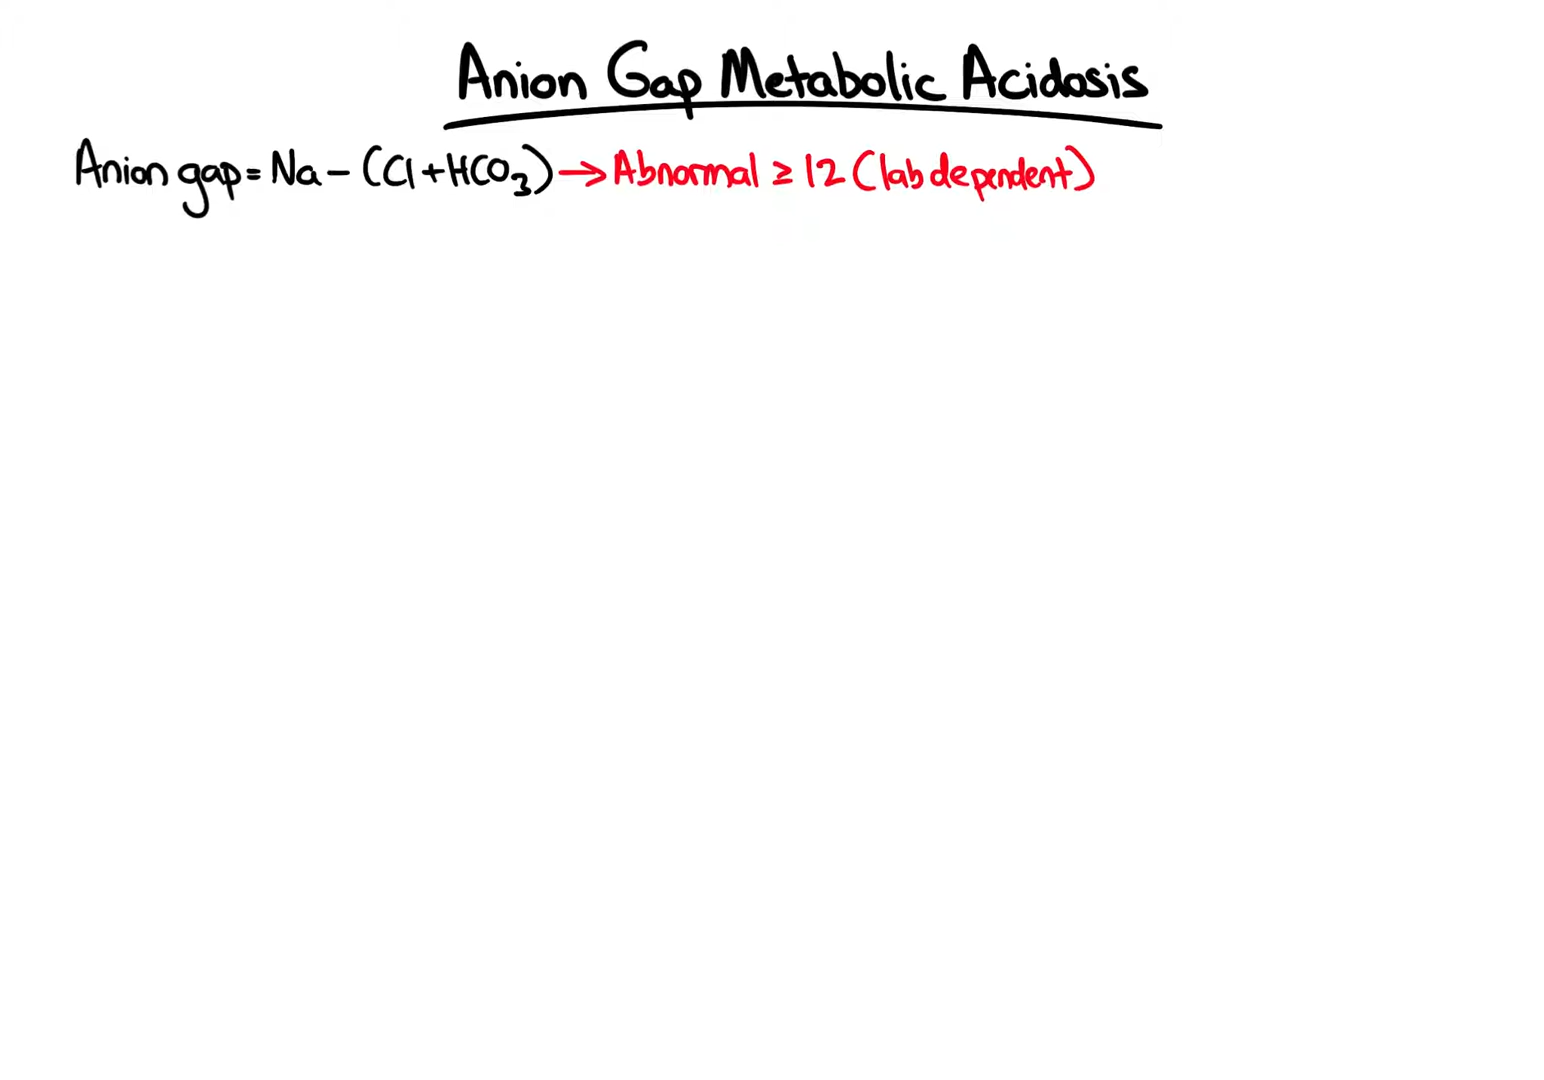 Anion Gap Metabolic Acidosis
Anion gap = Na - (Cl + HCO₃) → Abnormal ≥ 12 (lab dependent)